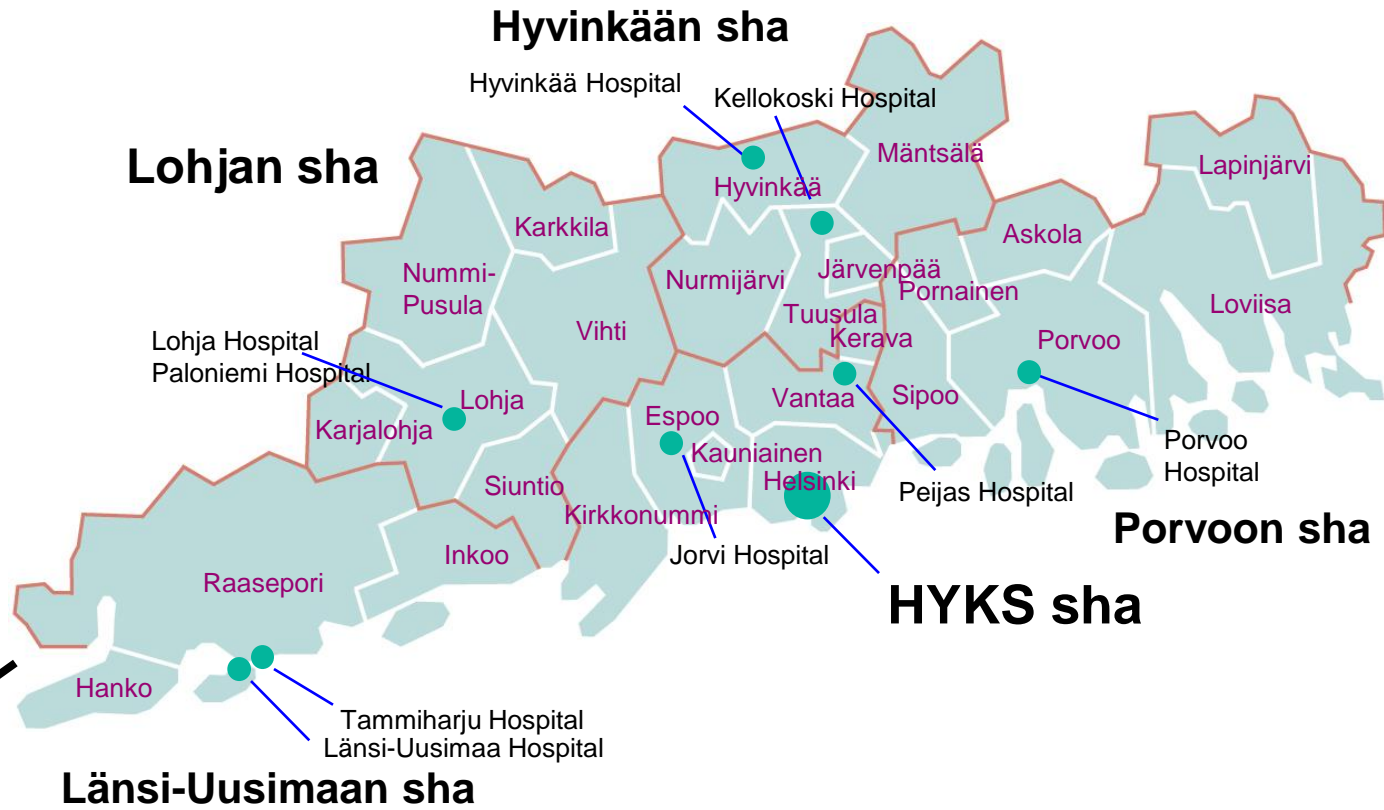 Hyvinkään sha
Hyvinkää Hospital
Kellokoski Hospital
Lohjan sha
Mäntsälä
Lapinjärvi
Hyvinkää
Karkkila
Askola
Nummi-
Pusula
Nurmijärvi
Järvenpää
Pornainen
Loviisa
Tuusula
Kerava
Vihti
Porvoo
Lohja Hospital
Paloniemi Hospital
Lohja
Karjalohja
Espoo
Vantaa
Sipoo
Kauniainen
Helsinki
Porvoo
Hospital
Siuntio
Kirkkonummi
Peijas Hospital
Porvoon sha
Inkoo
Jorvi Hospital
Raasepori
HYKS sha
Hanko
Tammiharju Hospital
Länsi-Uusimaa Hospital
Länsi-Uusimaan sha